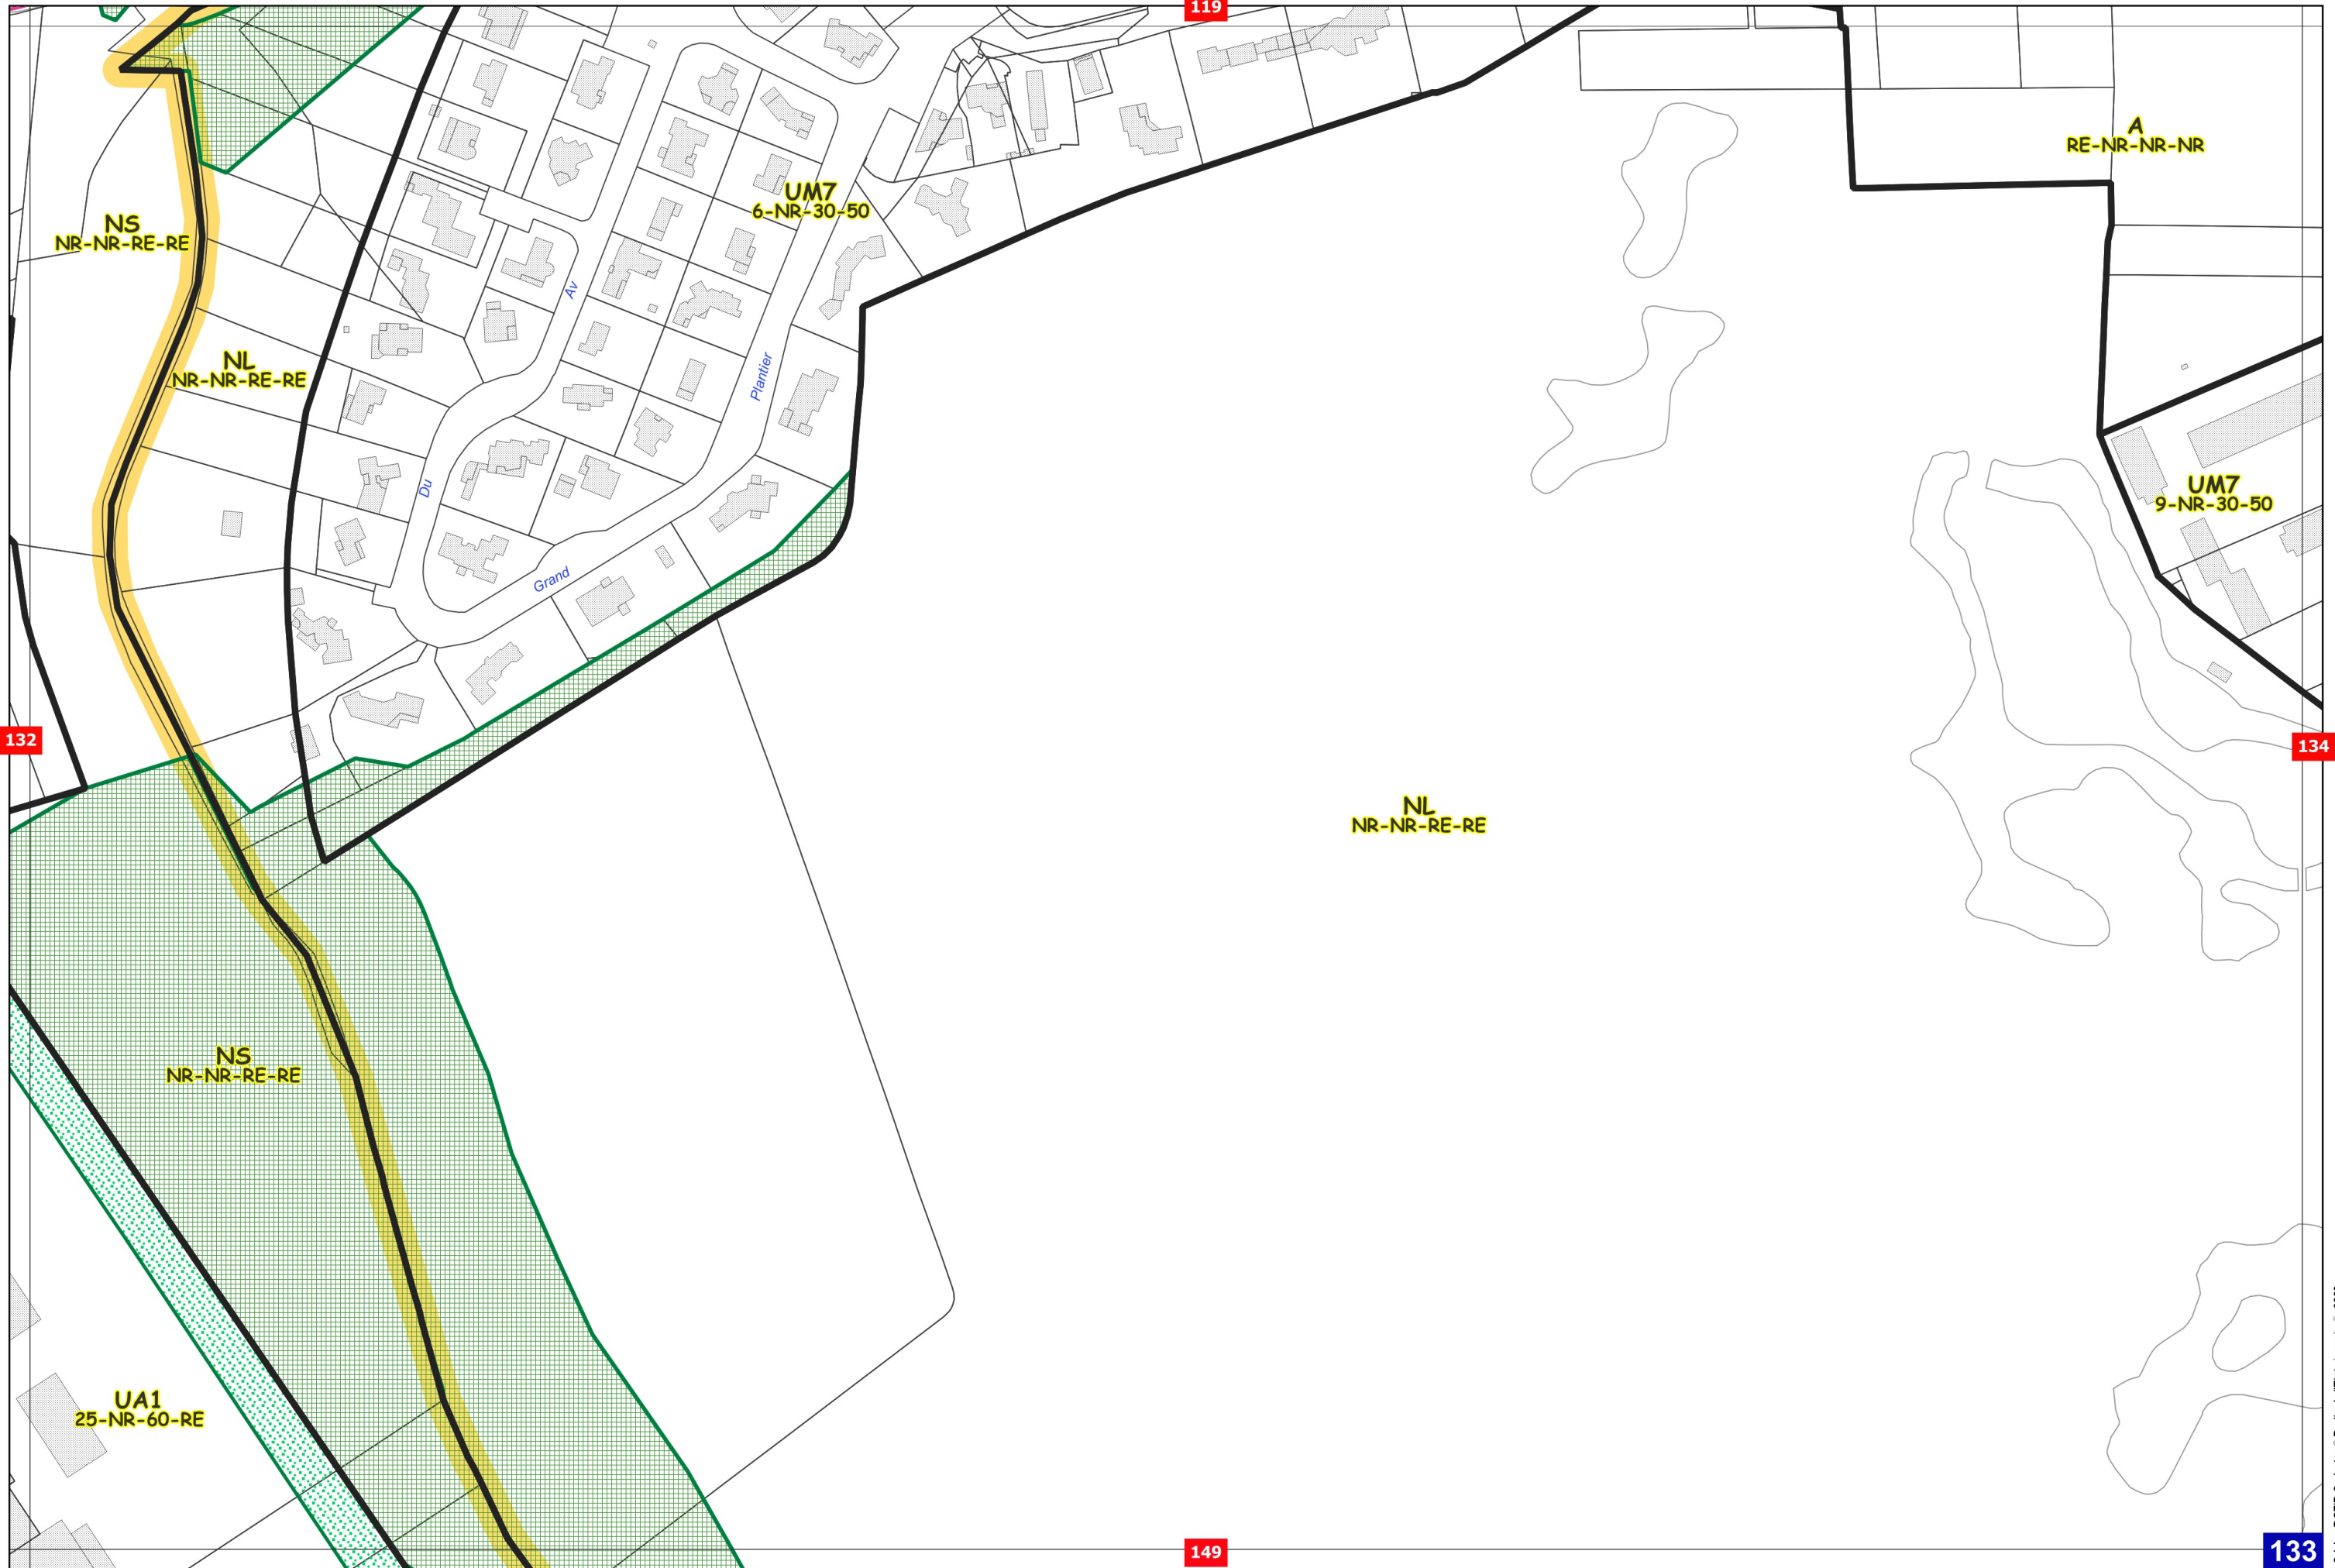 119
A
RE-NR-NR-NR
UM7
6-NR-30-50
NS
NR-NR-RE-RE
Av
NL
NR-NR-RE-RE
Plantier
Du
UM7
9-NR-30-50
Grand
132
134
NL
NR-NR-RE-RE
NS
NR-NR-RE-RE
UA1
25-NR-60-RE
149
133